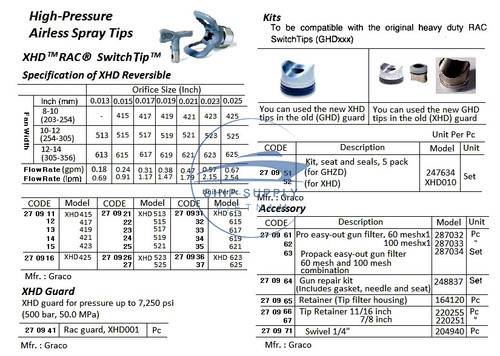 High-Pressure
Airless Spray Tips
XHD™RAC® SwitchTip™
Specification of XHD Reversible
Orifice Size (Inch)
Inch (mm) 0.013 0.015 0.017 0.019 0.021 0.023 0.025
Fan Width
8-10 (203-254) - 415 417 419 421 423 425
10-12 (254-305) 513 515 517 519 521 523 525
12-14 (305-356) 613 615 617 619 621 623 625
FlowRate (gpm) 0.18 0.24 0.31 0.38 0.47 0.57 0.67
FlowRate (lpm) 0.69 0.91 1.17 1.47 1.79 2.15 2.54
Unit Per Pc
CODE Model CODE Model CODE Model
27 09 11 XHD415 27 09 21 XHD 513 27 09 31 XHD 613
12 417 22 515 32 615
13 419 23 517 33 617
14 421 24 519 34 619
15 435 25 521 35 621
27 0916 XHD425 27 09 26 XHD 523 27 09 36 XHD 623
27 525 37 625
Mfr. : Graco
XHD Guard
XHD guard for pressure up to 7,250 psi
(500 bar, 50.0 MPa)
27 09 41 Rac guard, XHD001 Pc
Mfr. : Graco
Kits
To be compatible with the original heavy duty RAC
SwitchTips (GHDxxx)
You can used the new XHD
tips in the old (GHD) guard
You can used the new GHD
tips in the old (XHD) guard
Unit Per Pc
CODE Description Model Unit
27 09 51 Kit, seat and seals, 5 pack
(for GHZD) 247634 Set
52 (for XHD) XHD010
Mfr. : Graco
Accessory
CODE Description Model Unit
27 09 61 Pro easy-out gun filter, 60 meshx1 287032 Pc
62 100 meshx1 287033 "
63 Propack easy-out gun filter 287034 Set
60 mesh and 100 mesh
combination
27 09 64 Gun repair kit 248837 Set
(Includes gasket, needle and seat)
27 09 65 Retainer (Tip filter housing) 164120 Pc
27 09 66 Tip Retainer 11/16 inch 220255 Pc
67 7/8 inch 220251 "
27 09 71 Swivel 1/4" 204940 Pc
Mfr. : Graco